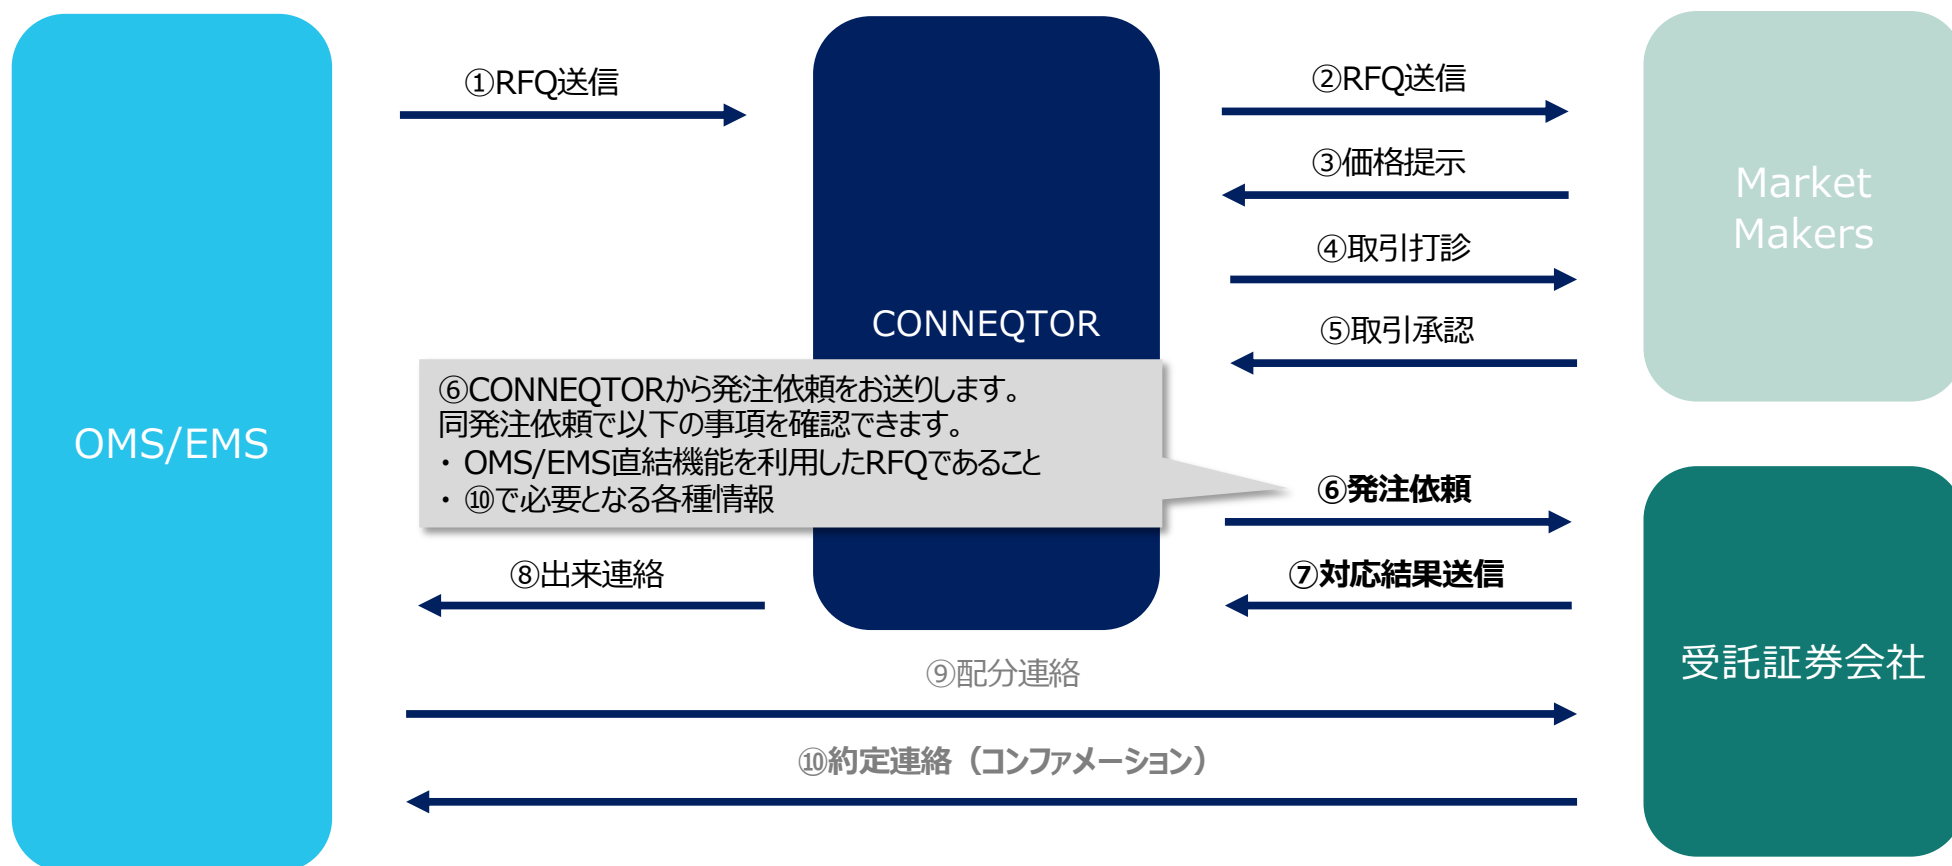 ①RFQ送信
②RFQ送信
③価格提示
Market
Makers
④取引打診
CONNEQTOR
⑤取引承認
⑥CONNEQTORから発注依頼をお送りします。
同発注依頼で以下の事項を確認できます。
・ OMS/EMS直結機能を利用したRFQであること
・ ⑩で必要となる各種情報
OMS/EMS
⑥発注依頼
⑧出来連絡
⑦対応結果送信
受託証券会社
⑨配分連絡
⑩約定連絡（コンファメーション）